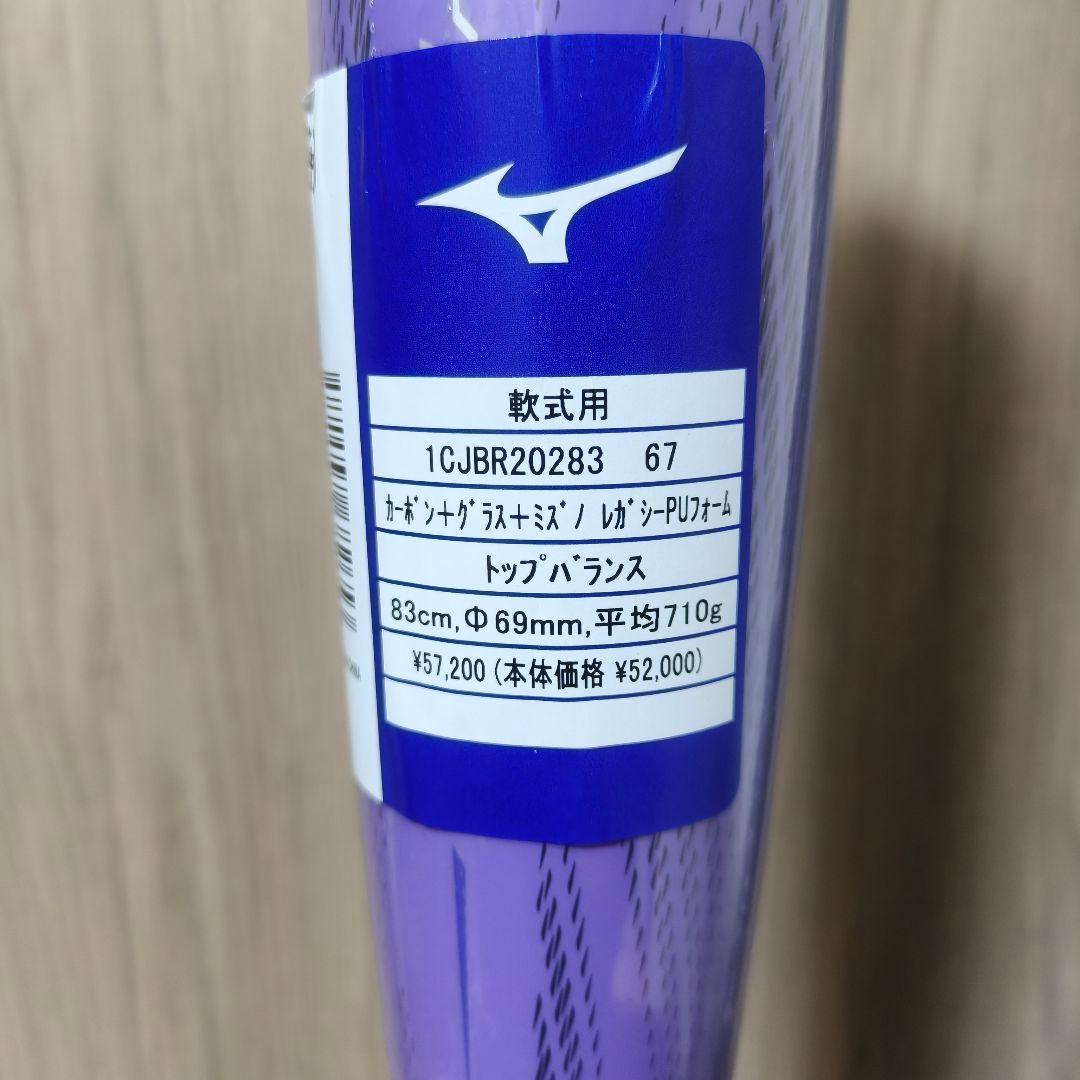 軟式用
1CJBR20283 67
ｶｰﾎﾞﾝ＋ｸﾞﾗｽ＋ﾐｽﾞﾉ ﾚｶﾞｼｰPUフォーム
トップバランス
83cm,Φ69mm,平均710g
¥57,200(本体価格 ¥52,000)